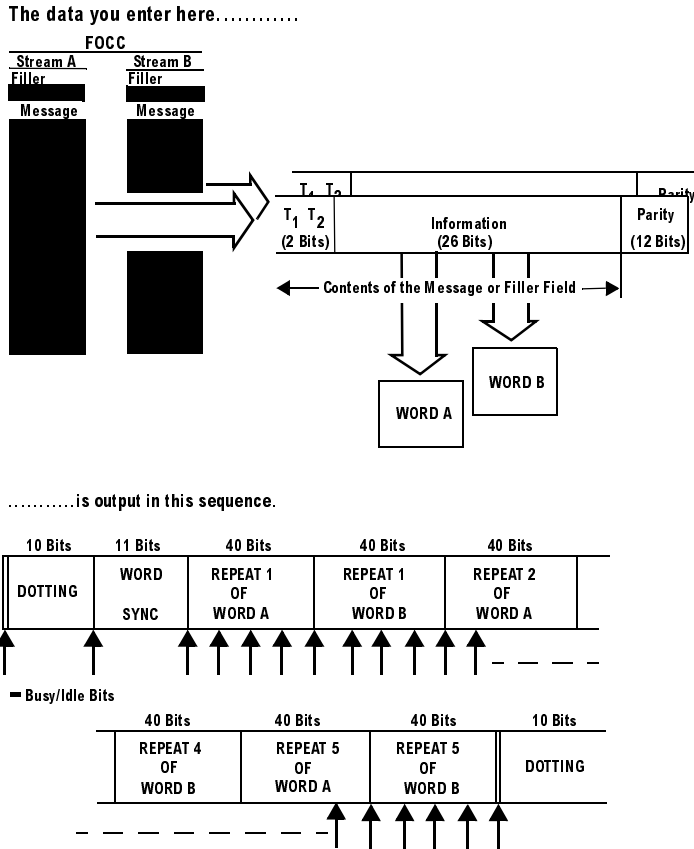 The data you enter here............
FOCC
Stream A Stream B
Filler Filler
Message Message
T1 T2 Parity
T1 T2 Information Parity
(2 Bits) (26 Bits) (12 Bits)
Contents of the Message or Filler Field
WORD A WORD B
...........is output in this sequence.
10 Bits 11 Bits 40 Bits 40 Bits 40 Bits
DOTTING
WORD SYNC
REPEAT 1 OF WORD A
REPEAT 1 OF WORD B
REPEAT 2 OF WORD A
Busy/Idle Bits
40 Bits 40 Bits 40 Bits 10 Bits
REPEAT 4 OF WORD B
REPEAT 5 OF WORD A
REPEAT 5 OF WORD B
DOTTING